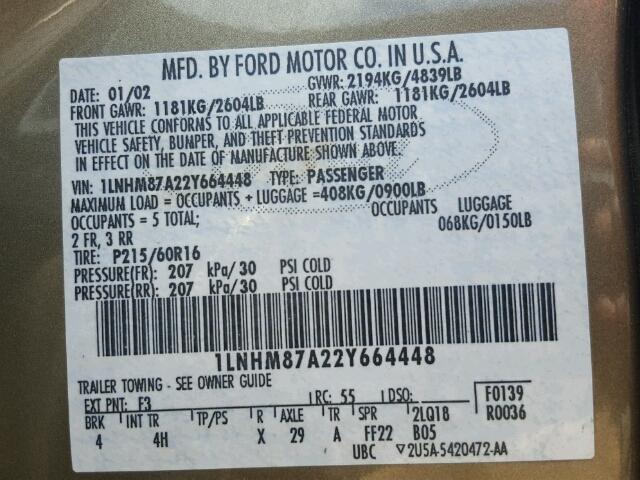 MFD. BY FORD MOTOR CO. IN U.S.A.
DATE: 01/02 GVWR: 2194KG/4839LB
FRONT GAWR: 1181KG/2604LB REAR GAWR: 1181KG/2604LB
THIS VEHICLE CONFORMS TO ALL APPLICABLE FEDERAL MOTOR
VEHICLE SAFETY, BUMPER, AND THEFT PREVENTION STANDARDS
IN EFFECT ON THE DATE OF MANUFACTURE SHOWN ABOVE.
VIN: 1LNHM87A22Y664448 TYPE: PASSENGER
MAXIMUM LOAD = OCCUPANTS + LUGGAGE =408KG/0900LB
OCCUPANTS = 5 TOTAL; OCCUPANTS LUGGAGE
2 FR, 3 RR 068KG/0150LB
TIRE: P215/60R16
PRESSURE(FR): 207 kPa/30 PSI COLD
PRESSURE(RR): 207 kPa/30 PSI COLD
1LNHM87A22Y664448
TRAILER TOWING - SEE OWNER GUIDE
EXT PNT: F3 RC: 55 DSO: F0139
BRK INT TR TP/PS R AXLE TR SPR 2LQ18 R0036
4 4H X 29 A FF22 B05
UBC ▽2U5A-5420472-AA